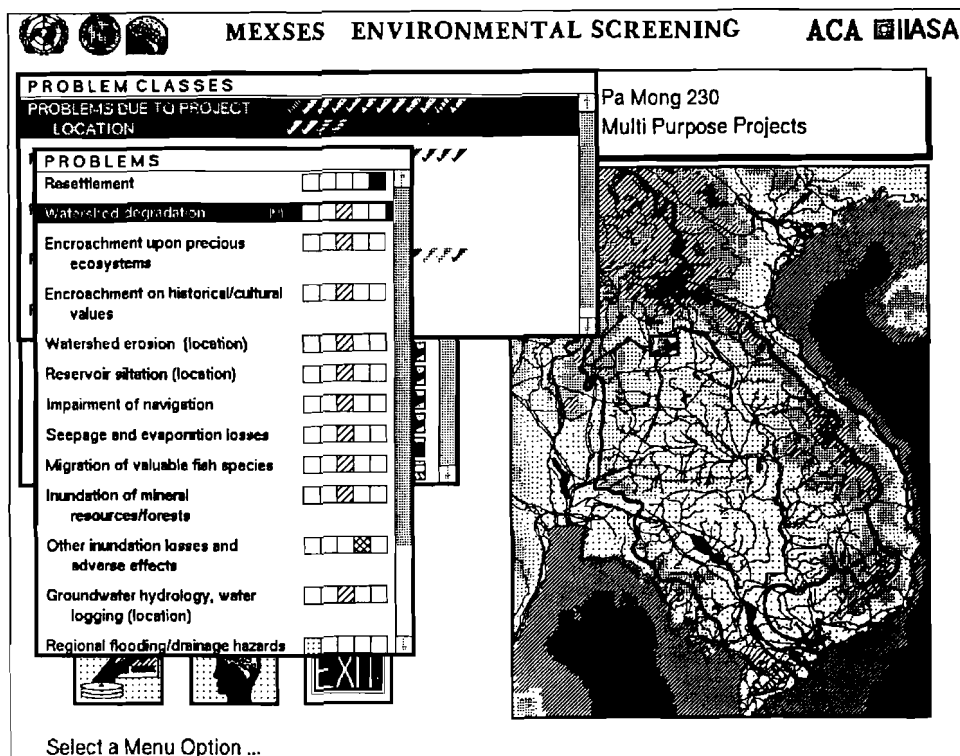 MEXSES ENVIRONMENTAL SCREENING ACA IIASA
PROBLEM CLASSES
PROBLEMS DUE TO PROJECT
LOCATION
Pa Mong 230
Multi Purpose Projects
PROBLEMS
Resettlement
Watershed degradation
Encroachment upon precious
ecosystems
Encroachment on historical/cultural
values
Watershed erosion (location)
Reservoir siltation (location)
Impairment of navigation
Seepage and evaporation losses
Migration of valuable fish species
Inundation of mineral
resources/forests
Other inundation losses and
adverse effects
Groundwater hydrology, water
logging (location)
Regional flooding/drainage hazards
EXIT
Select a Menu Option ...